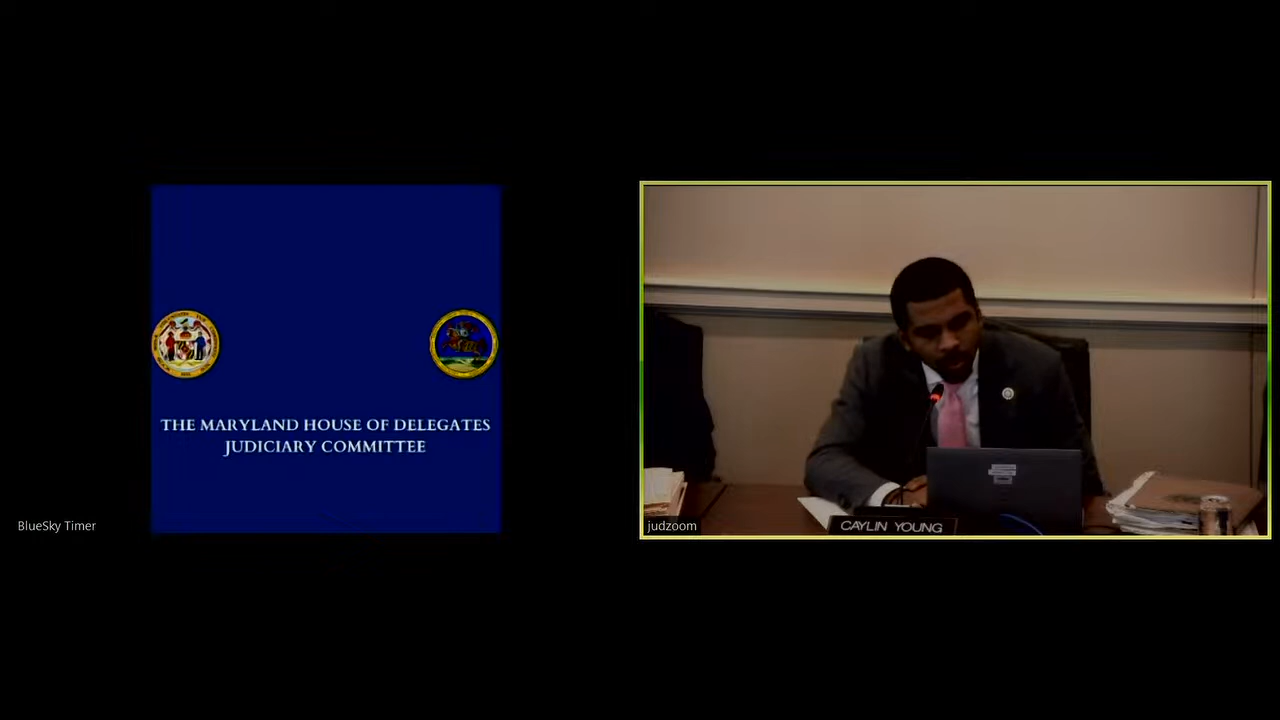 THE MARYLAND HOUSE OF DELEGATES
JUDICIARY COMMITTEE
BlueSky Timer
judzoom
CAYLIN YOUNG